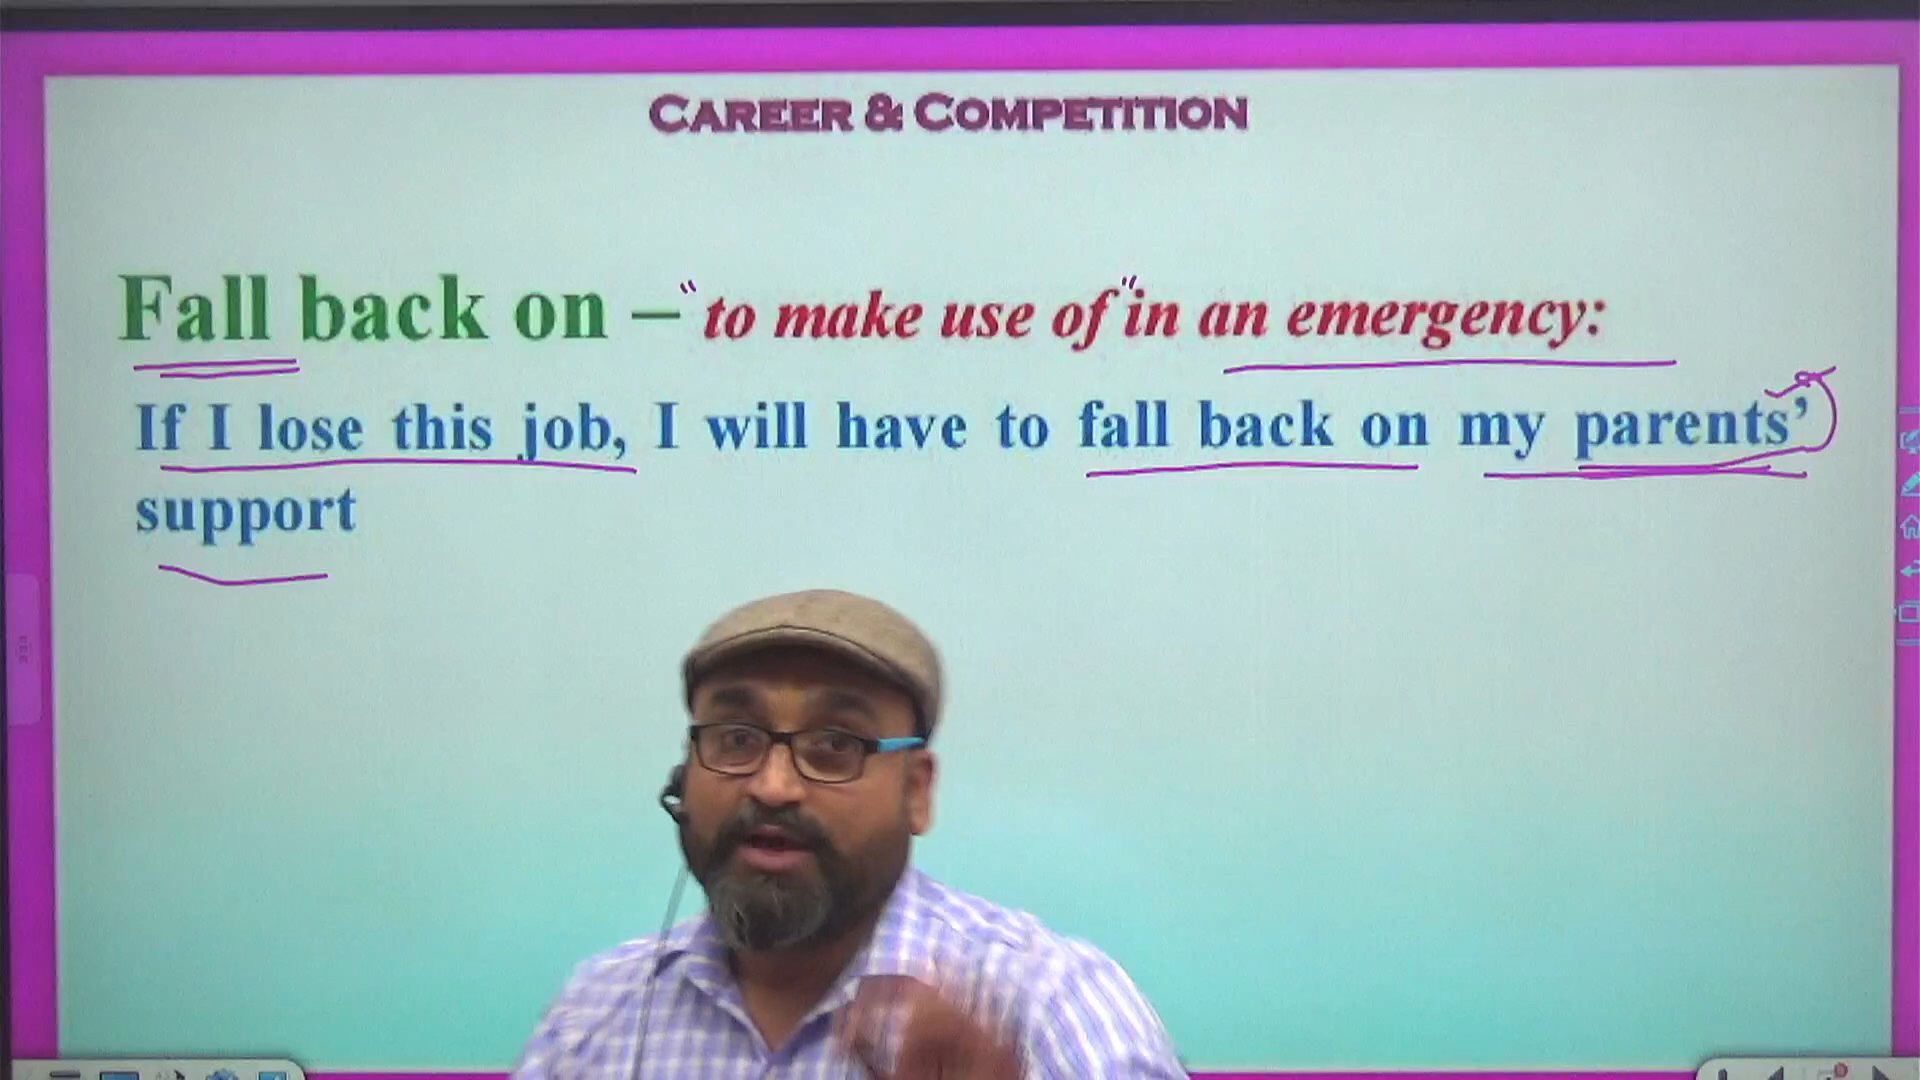 CAREER & COMPETITION
Fall back on – "to make use of" in an emergency:
If I lose this job, I will have to fall back on my parents’
support